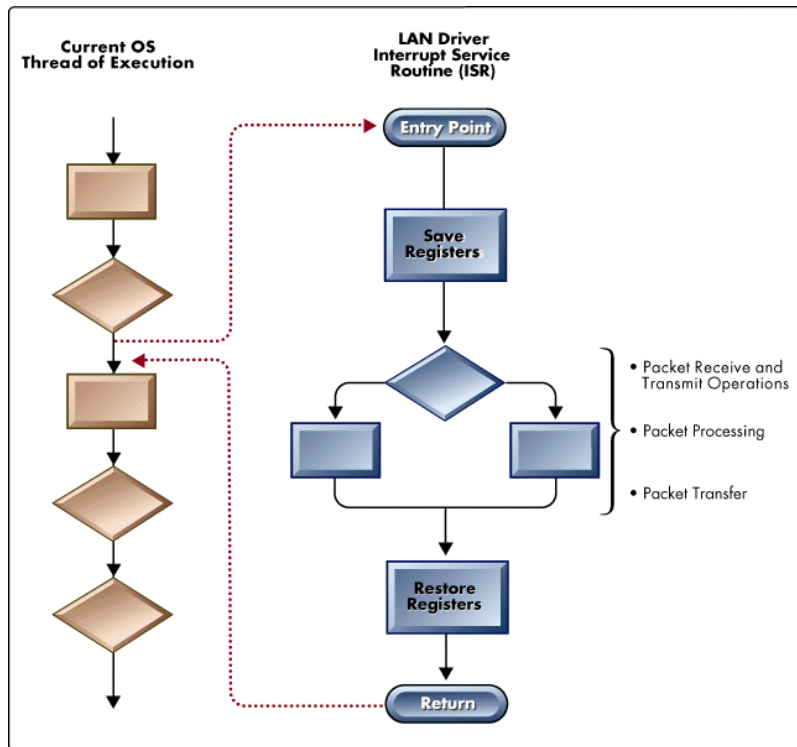 Current OS
Thread of Execution
LAN Driver
Interrupt Service
Routine (ISR)
Entry Point
Save
Registers
• Packet Receive and
Transmit Operations
• Packet Processing
• Packet Transfer
Restore
Registers
Return